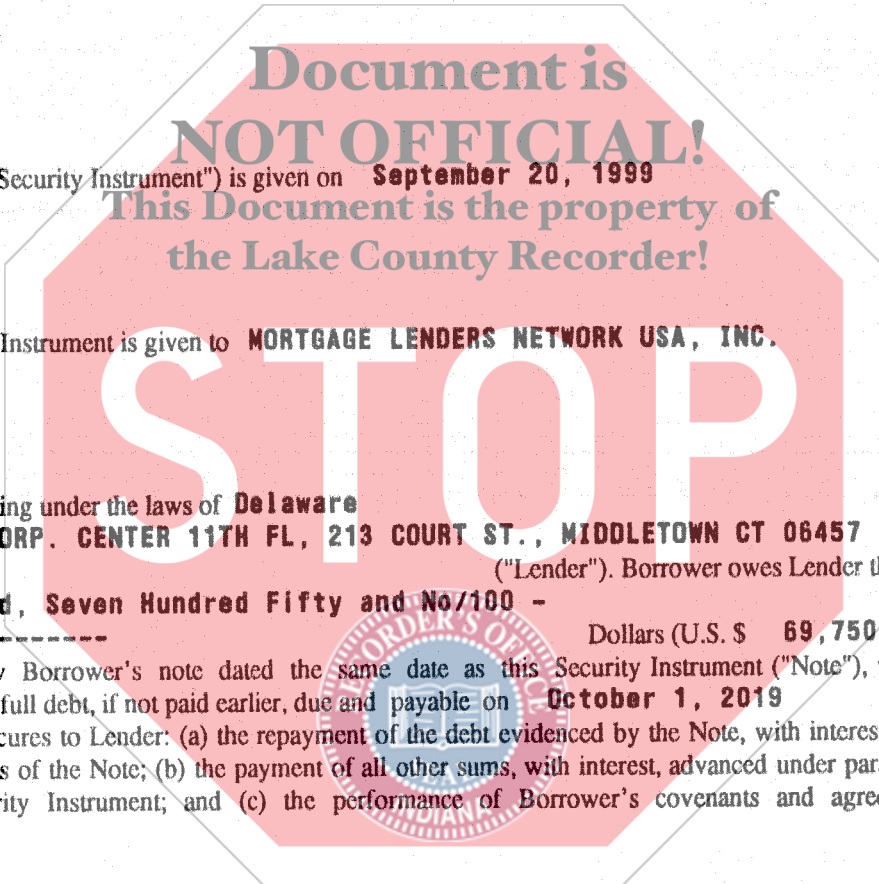 Document is
NOT OFFICIAL!
Security Instrument") is given on September 20, 1999
This Document is the property of
the Lake County Recorder!
Instrument is given to MORTGAGE LENDERS NETWORK USA, INC.
STOP
ing under the laws of Delaware
ORP. CENTER 11TH FL, 213 COURT ST., MIDDLETOWN CT 06457
("Lender"). Borrower owes Lender th
d, Seven Hundred Fifty and No/100 -
------- Dollars (U.S. $ 69,750
y Borrower's note dated the same date as this Security Instrument ("Note"),
full debt, if not paid earlier, due and payable on October 1, 2019
cures to Lender: (a) the repayment of the debt evidenced by the Note, with interes
s of the Note; (b) the payment of all other sums, with interest, advanced under par
rity Instrument; and (c) the performance of Borrower's covenants and agree
RECORDER'S OFFICE
INDIANA